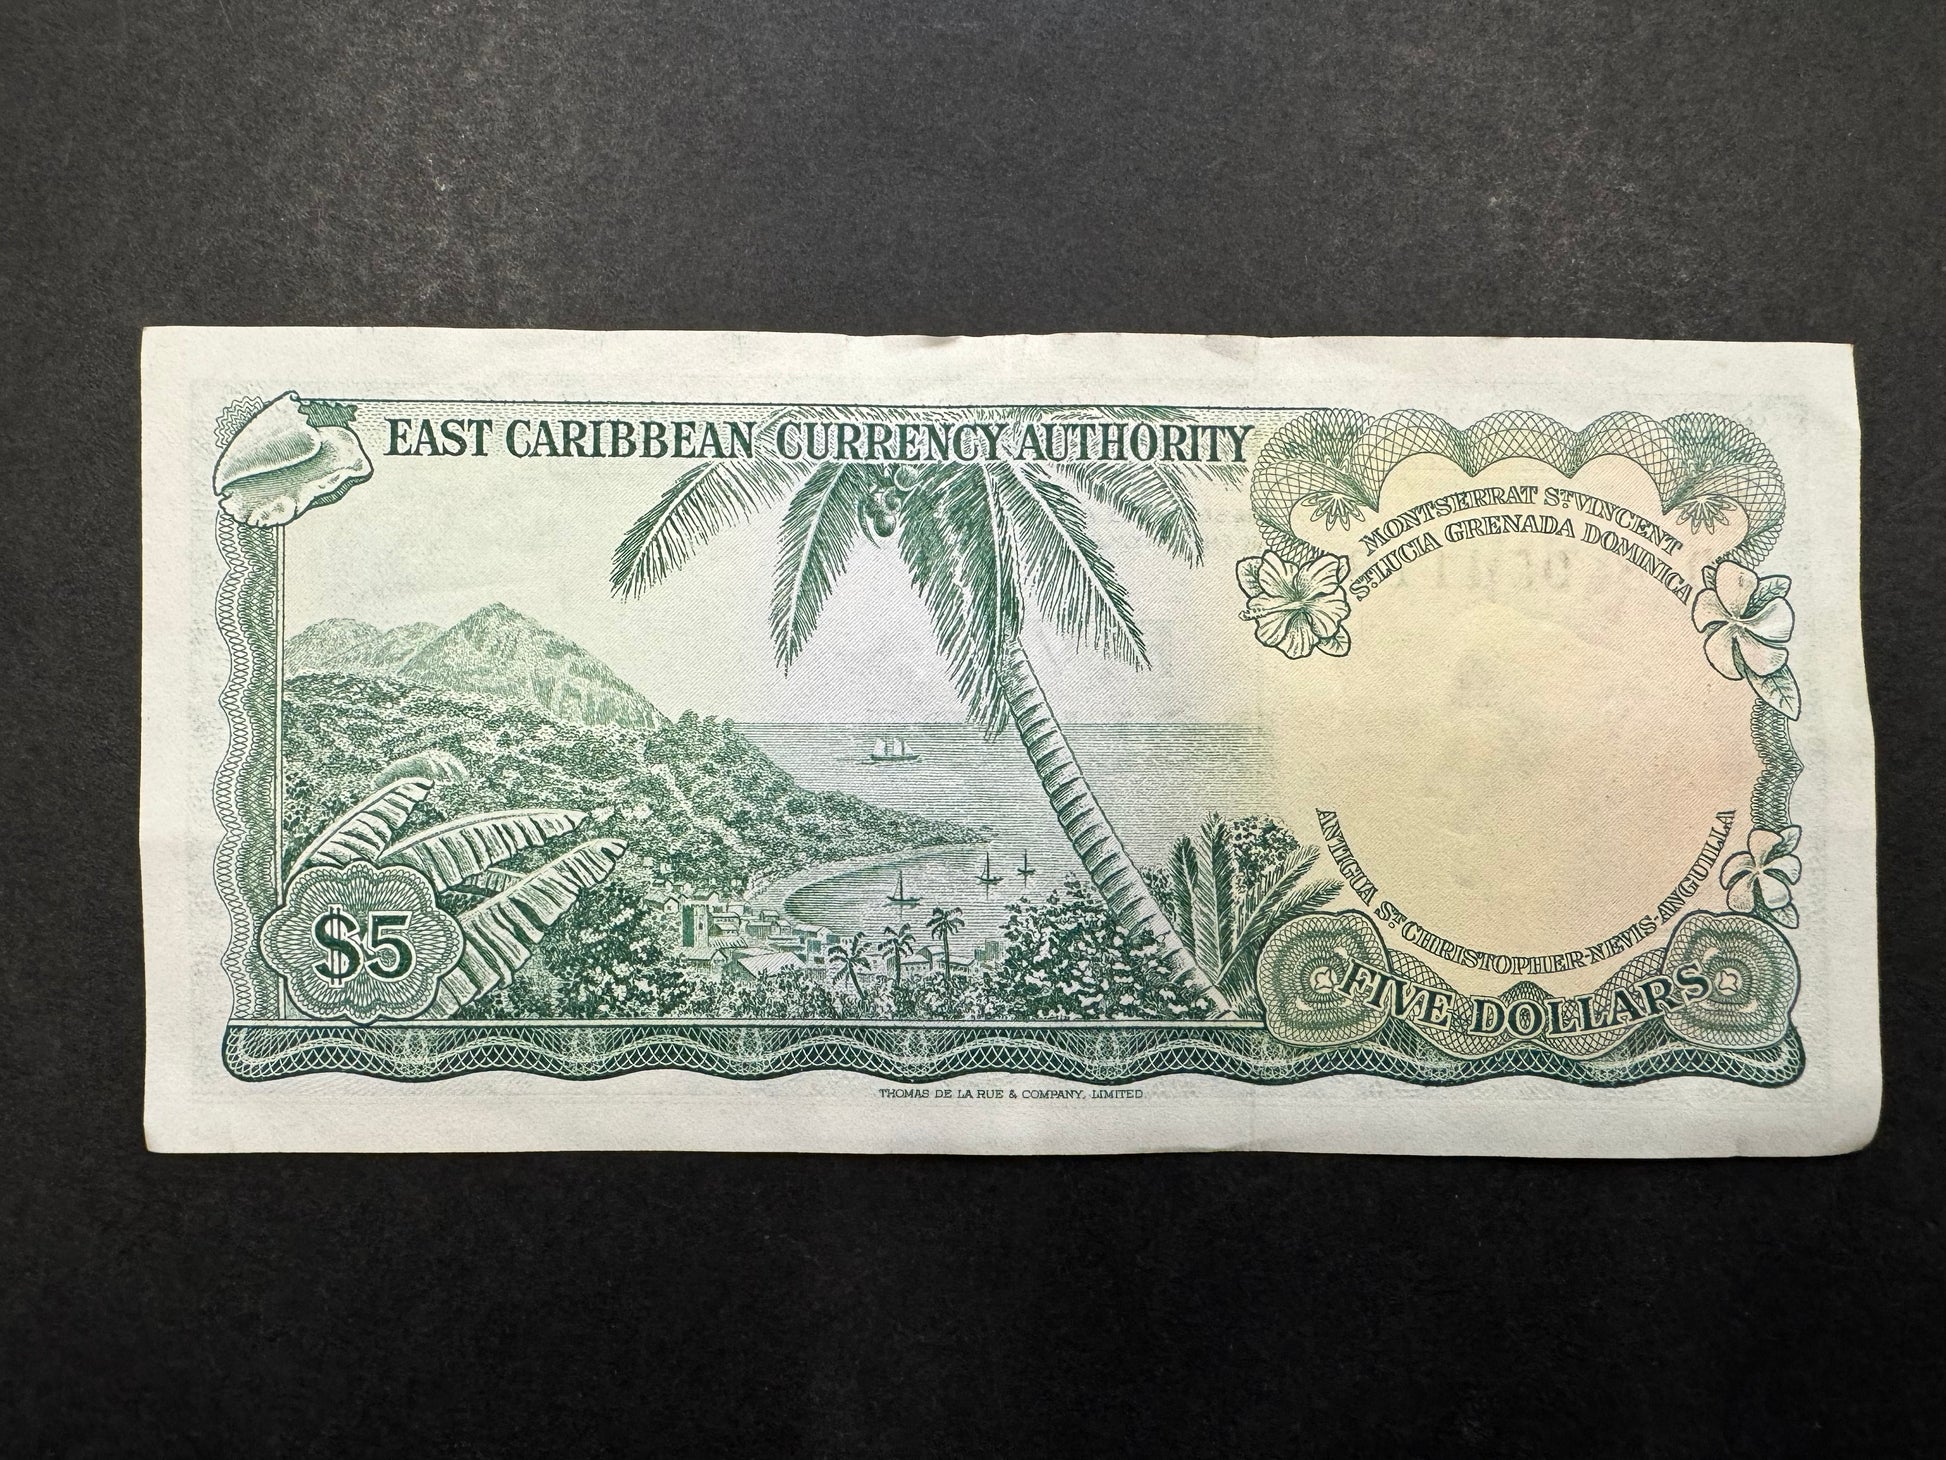 EAST CARIBBEAN CURRENCY AUTHORITY
MONTSERRAT ST. VINCENT
ST. LUCIA GRENADA DOMINICA
ANTIGUA ST. CHRISTOPHER-NEVIS-ANGUILLA
$5
FIVE DOLLARS
THOMAS DE LA RUE & COMPANY, LIMITED.